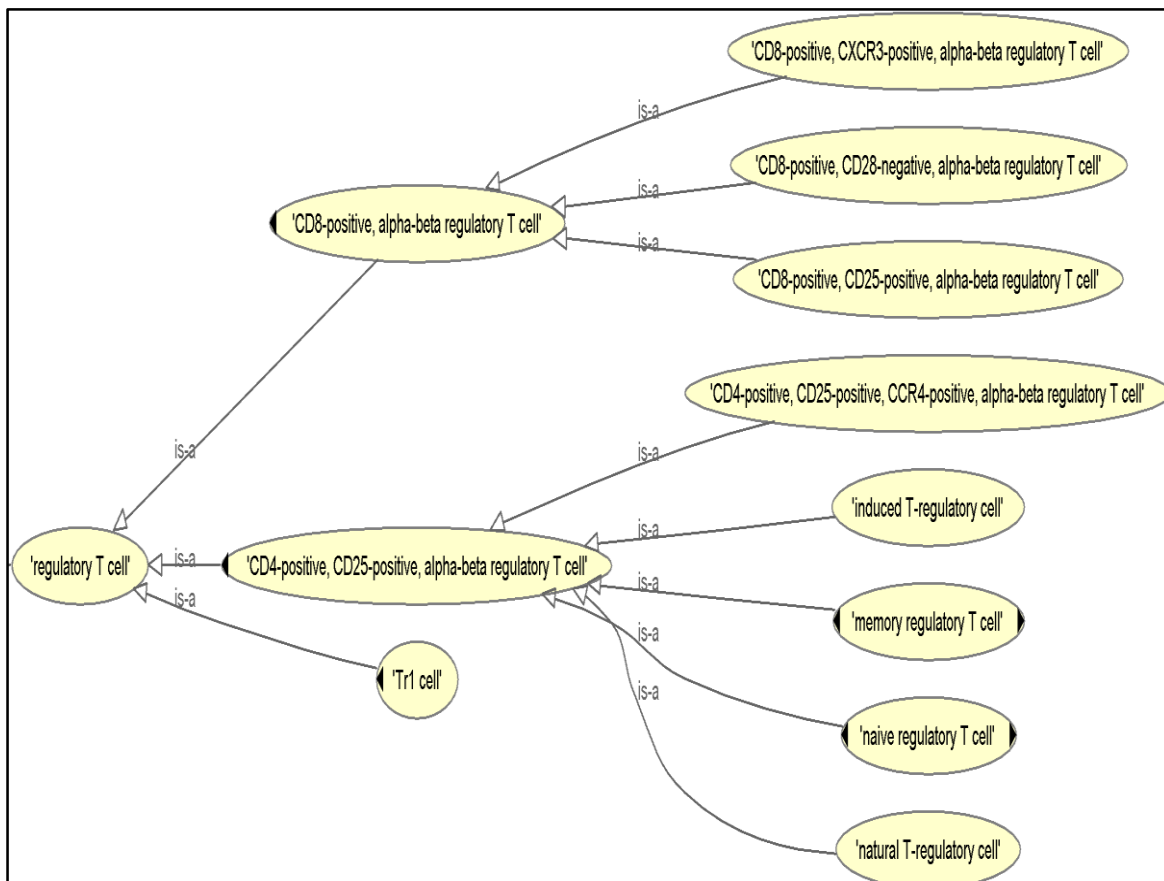 'CD8-positive, CXCR3-positive, alpha-beta regulatory T cell'
is-a
'CD8-positive, CD28-negative, alpha-beta regulatory T cell'
is-a
'CD8-positive, alpha-beta regulatory T cell'
is-a
'CD8-positive, CD25-positive, alpha-beta regulatory T cell'
'CD4-positive, CD25-positive, CCR4-positive, alpha-beta regulatory T cell'
is-a
is-a
'induced T-regulatory cell'
is-a
'regulatory T cell'
is-a
'CD4-positive, CD25-positive, alpha-beta regulatory T cell'
is-a
is-a
'memory regulatory T cell'
is-a
'Tr1 cell'
is-a
'naive regulatory T cell'
'natural T-regulatory cell'